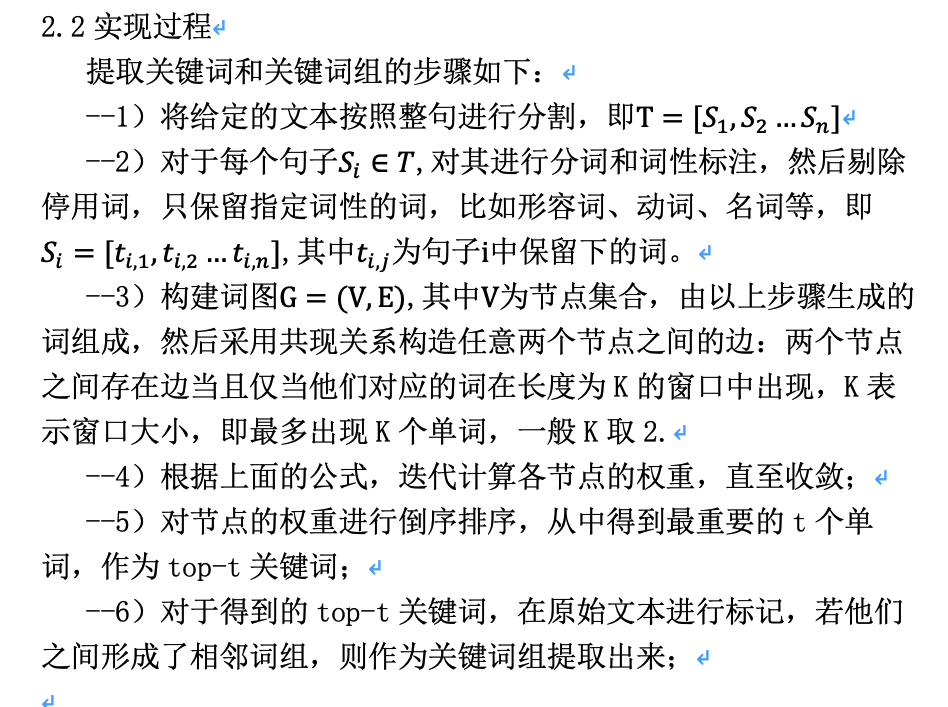 2.2 实现过程
提取关键词和关键词组的步骤如下：
--1）将给定的文本按照整句进行分割，即T = [S₁, S₂ … Sₙ]
--2）对于每个句子Sᵢ ∈ T, 对其进行分词和词性标注，然后剔除
停用词，只保留指定词性的词，比如形容词、动词、名词等，即
Sᵢ = [tᵢ,₁, tᵢ,₂ … tᵢ,ₙ], 其中tᵢ,ⱼ为句子i中保留下的词。
--3）构建词图G = (V, E), 其中V为节点集合，由以上步骤生成的
词组成，然后采用共现关系构造任意两个节点之间的边：两个节点
之间存在边当且仅当他们对应的词在长度为 K 的窗口中出现，K 表
示窗口大小，即最多出现 K 个单词，一般 K 取 2.
--4）根据上面的公式，迭代计算各节点的权重，直至收敛；
--5）对节点的权重进行倒序排序，从中得到最重要的 t 个单
词，作为 top-t 关键词；
--6）对于得到的 top-t 关键词，在原始文本进行标记，若他们
之间形成了相邻词组，则作为关键词组提取出来；